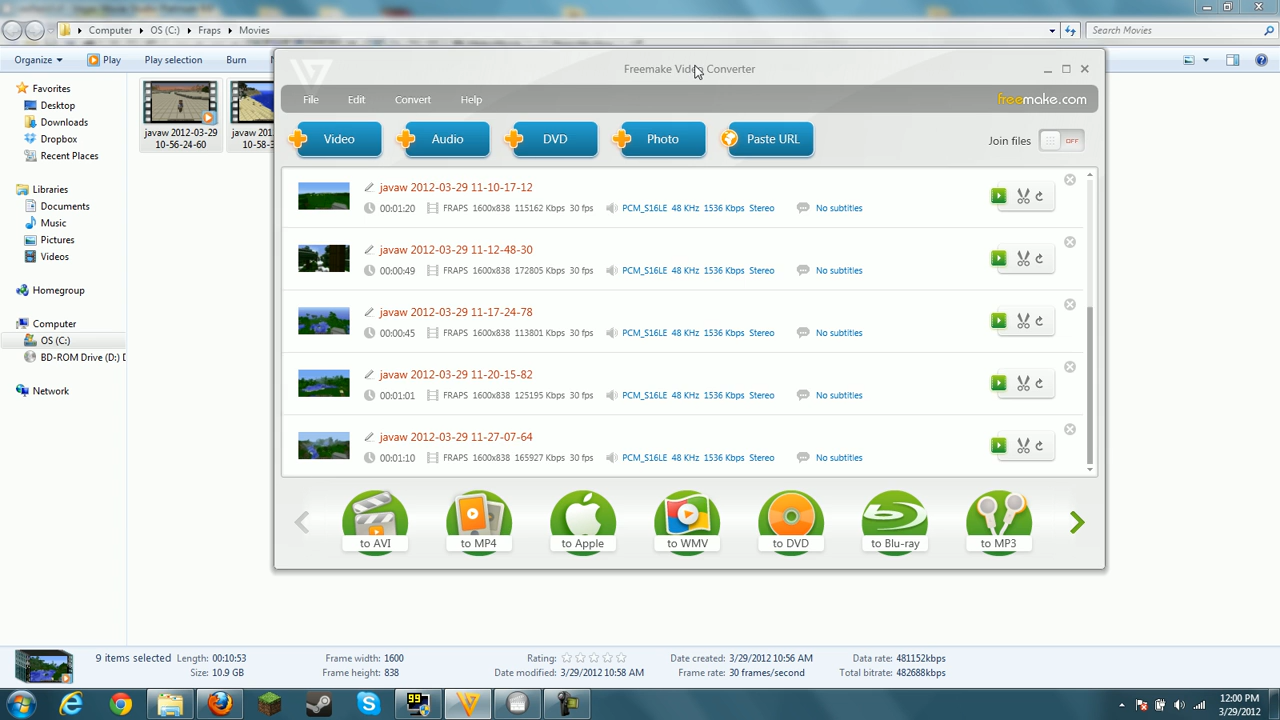 Computer OS (C:) Fraps Movies Search Movies
Organize Play Play selection Burn
Favorites
Desktop
Downloads
Dropbox
Recent Places
Libraries
Documents
Music
Pictures
Videos
Homegroup
Computer
OS (C:)
BD-ROM Drive (D:) D
Network
javaw 2012-03-29
10-56-24-60
javaw 201
10-58-3
Freemake Video Converter
File Edit Convert Help freemake.com
Video Audio DVD Photo Paste URL Join files OFF
javaw 2012-03-29 11-10-17-12
00:01:20 FRAPS 1600x838 115162 Kbps 30 fps PCM_S16LE 48 KHz 1536 Kbps Stereo No subtitles
javaw 2012-03-29 11-12-48-30
00:00:49 FRAPS 1600x838 172805 Kbps 30 fps PCM_S16LE 48 KHz 1536 Kbps Stereo No subtitles
javaw 2012-03-29 11-17-24-78
00:00:45 FRAPS 1600x838 113801 Kbps 30 fps PCM_S16LE 48 KHz 1536 Kbps Stereo No subtitles
javaw 2012-03-29 11-20-15-82
00:01:01 FRAPS 1600x838 125195 Kbps 30 fps PCM_S16LE 48 KHz 1536 Kbps Stereo No subtitles
javaw 2012-03-29 11-27-07-64
00:01:10 FRAPS 1600x838 165927 Kbps 30 fps PCM_S16LE 48 KHz 1536 Kbps Stereo No subtitles
to AVI to MP4 to Apple to WMV to DVD to Blu-ray to MP3
9 items selected Length: 00:10:53 Frame width: 1600 Rating: Date created: 3/29/2012 10:56 AM Data rate: 481152kbps
Size: 10.9 GB Frame height: 838 Date modified: 3/29/2012 10:58 AM Frame rate: 30 frames/second Total bitrate: 482688kbps
99
12:00 PM
3/29/2012